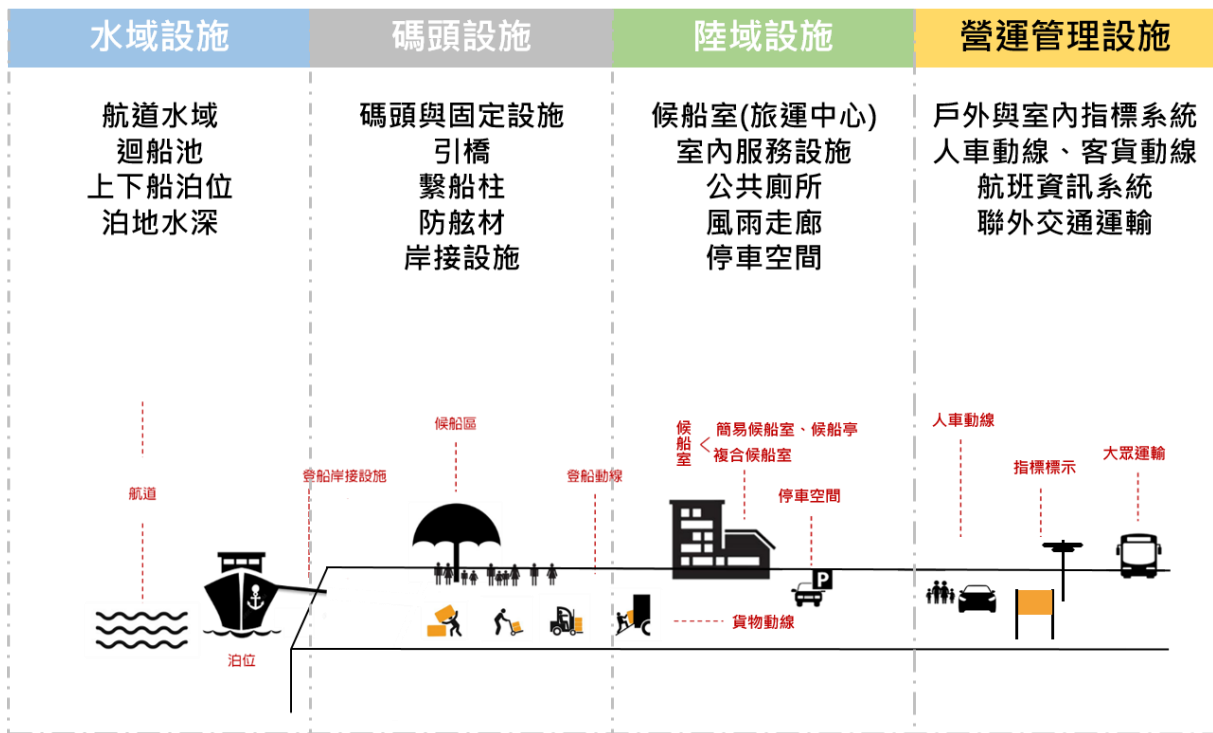 水域設施
碼頭設施
陸域設施
營運管理設施
航道水域
迴船池
上下船泊位
泊地水深
碼頭與固定設施
引橋
繫船柱
防舷材
岸接設施
候船室(旅運中心)
室內服務設施
公共廁所
風雨走廊
停車空間
戶外與室內指標系統
人車動線、客貨動線
航班資訊系統
聯外交通運輸
航道
泊位
登船岸接設施
候船區
登船動線
候船室
簡易候船室、候船亭
複合候船室
停車空間
P
貨物動線
人車動線
指標標示
大眾運輸